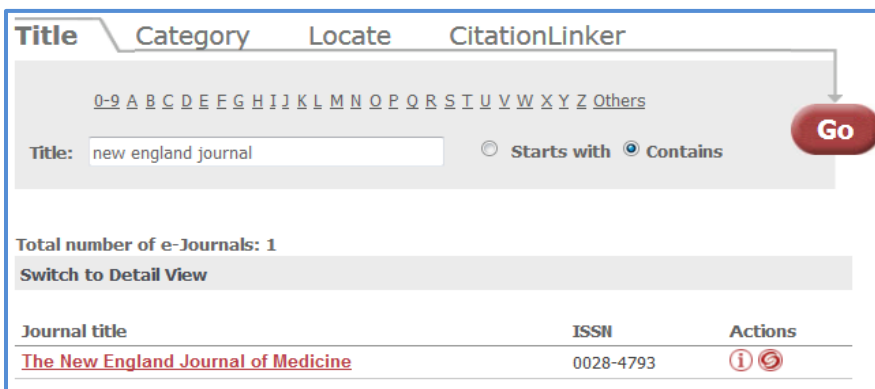 Title Category Locate CitationLinker
0-9 A B C D E F G H I J K L M N O P Q R S T U V W X Y Z Others
Go
Title: new england journal Starts with Contains
Total number of e-Journals: 1
Switch to Detail View
Journal title ISSN Actions
The New England Journal of Medicine 0028-4793 i S